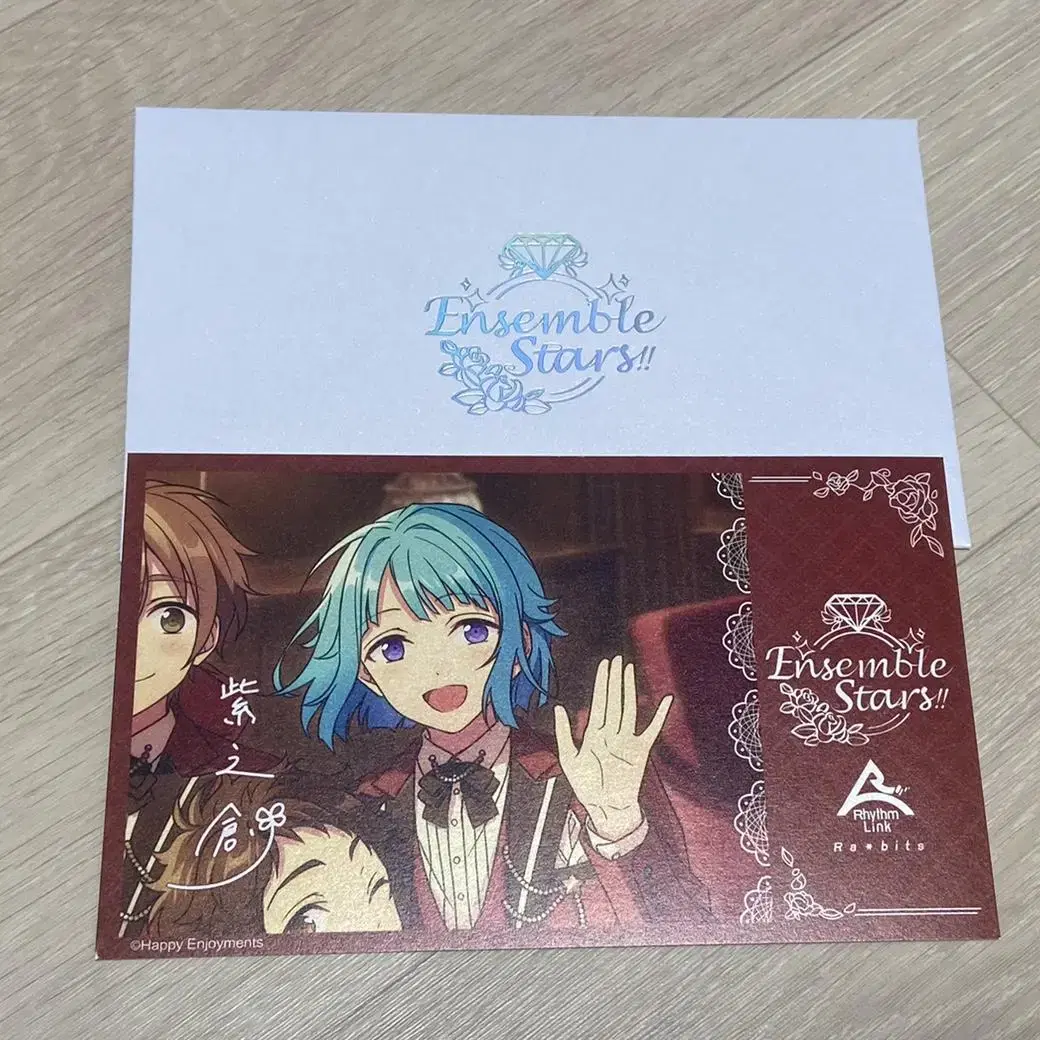 Ensemble
Stars!!
紫之
創
Ensemble
Stars!!
Rhythm
Link
Ra*bits
©Happy Enjoyments